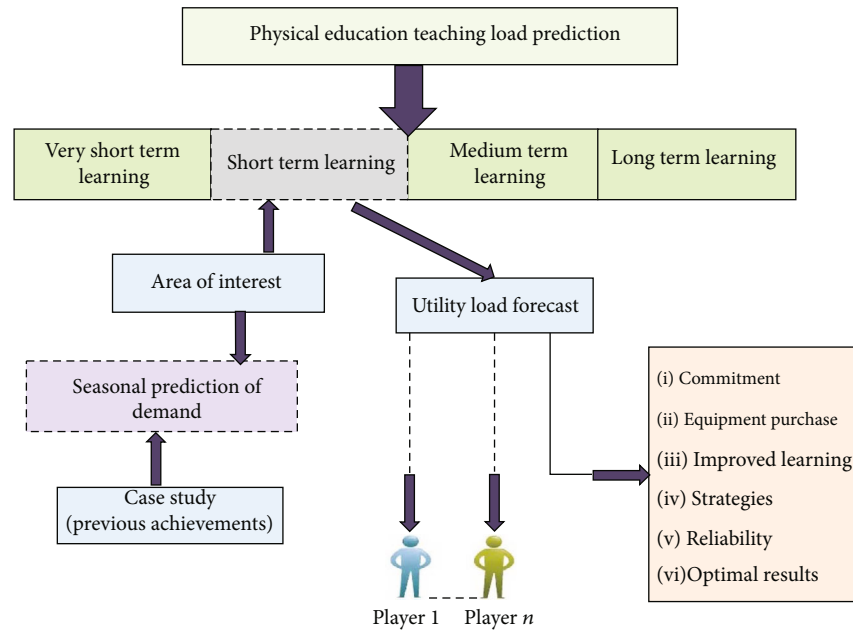 Physical education teaching load prediction
Very short term
learning
Short term learning
Medium term
learning
Long term learning
Area of interest
Utility load forecast
Seasonal prediction of
demand
Case study
(previous achievements)
(i) Commitment
(ii) Equipment purchase
(iii) Improved learning
(iv) Strategies
(v) Reliability
(vi)Optimal results
Player 1
Player n